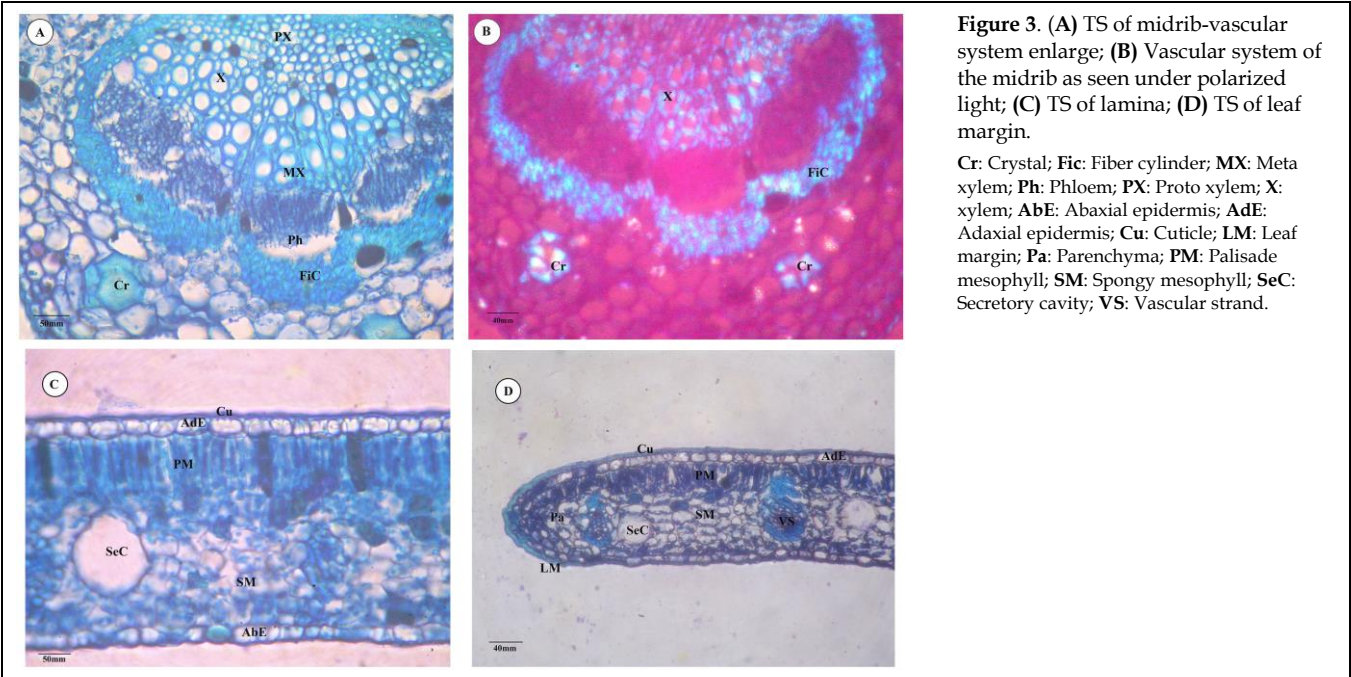 A
PX
X
MX
Ph
FiC
Cr
50mm
B
X
FiC
Cr
Cr
40mm
C
Cu
AdE
PM
SeC
SM
AbE
50mm
D
Cu
AdE
PM
Pa
SM
VS
SeC
LM
40mm
Figure 3. (A) TS of midrib-vascular
system enlarge; (B) Vascular system of
the midrib as seen under polarized
light; (C) TS of lamina; (D) TS of leaf
margin.
Cr: Crystal; Fic: Fiber cylinder; MX: Meta
xylem; Ph: Phloem; PX: Proto xylem; X:
xylem; AbE: Abaxial epidermis; AdE:
Adaxial epidermis; Cu: Cuticle; LM: Leaf
margin; Pa: Parenchyma; PM: Palisade
mesophyll; SM: Spongy mesophyll; SeC:
Secretory cavity; VS: Vascular strand.